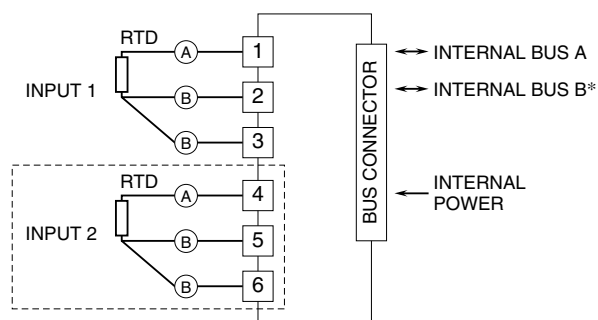 RTD
A
1
INPUT 1
B
2
B
3
BUS CONNECTOR
INTERNAL BUS A
INTERNAL BUS B*
INTERNAL
POWER
RTD
A
4
INPUT 2
B
5
B
6